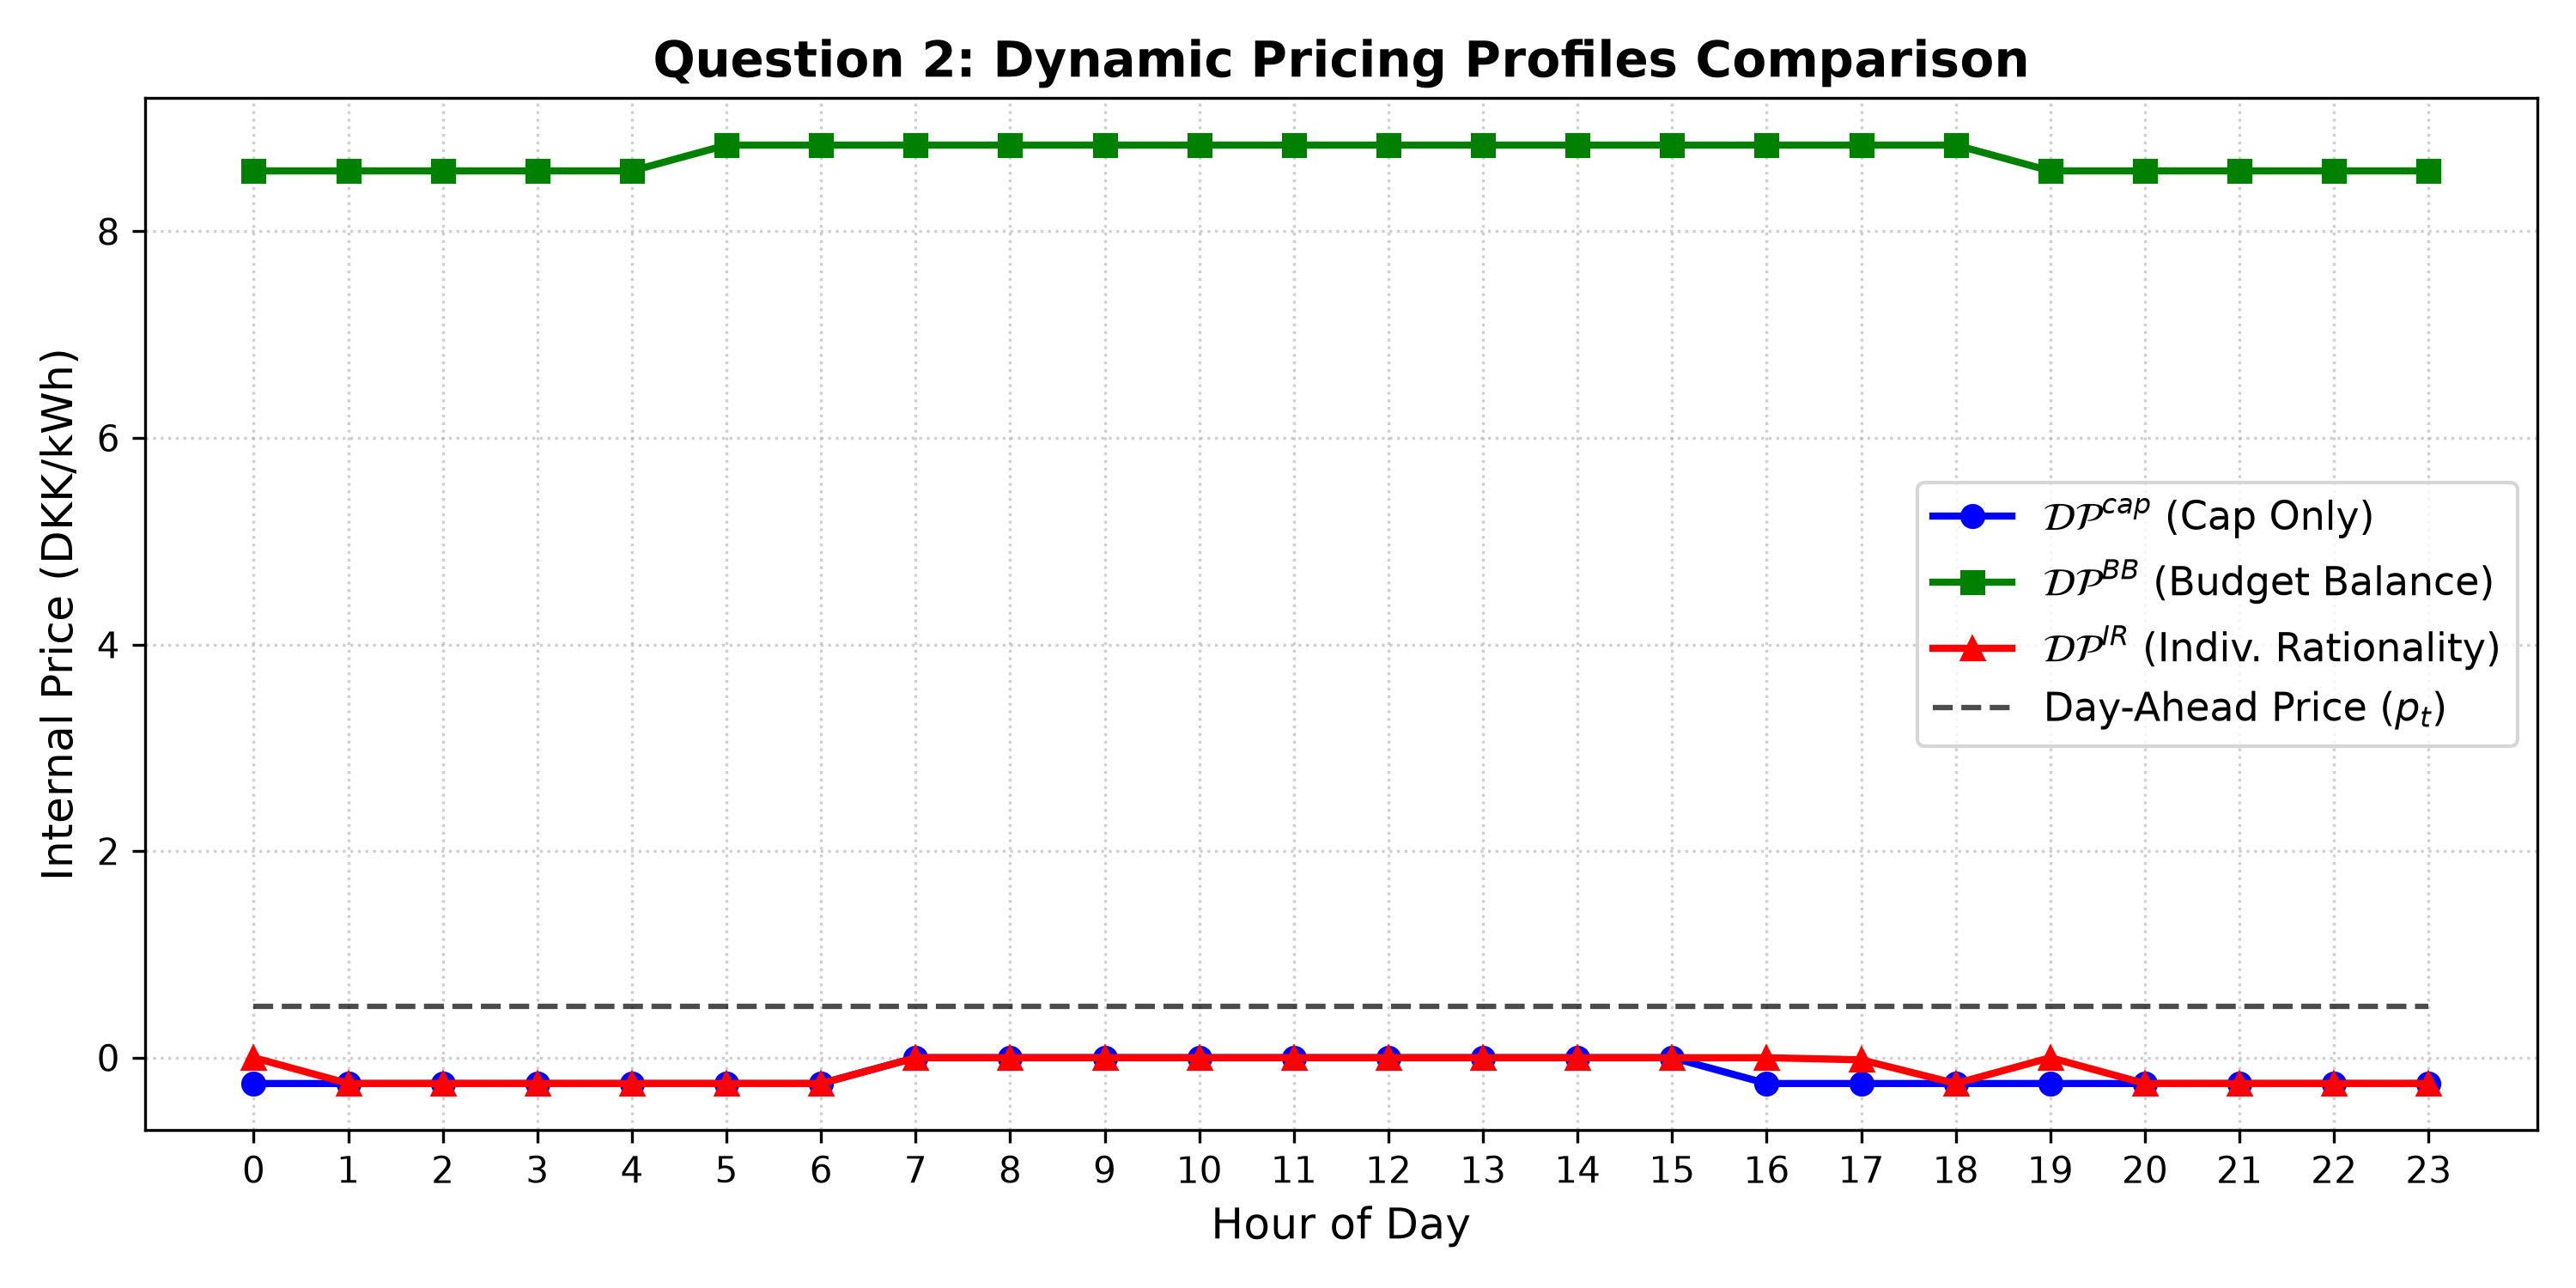 Question 2: Dynamic Pricing Profiles Comparison
Internal Price (DKK/kWh)
8
6
4
2
0
𝒟𝒫^cap (Cap Only)
𝒟𝒫^BB (Budget Balance)
𝒟𝒫^IR (Indiv. Rationality)
Day-Ahead Price (p_t)
0 1 2 3 4 5 6 7 8 9 10 11 12 13 14 15 16 17 18 19 20 21 22 23
Hour of Day